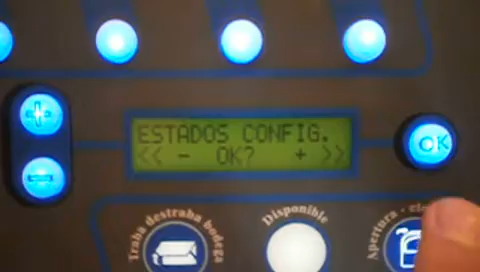 ESTADOS CONFIG.
<< - OK? + >>
+
-
OK
Traba destraba bodega
Disponible
Apertura -